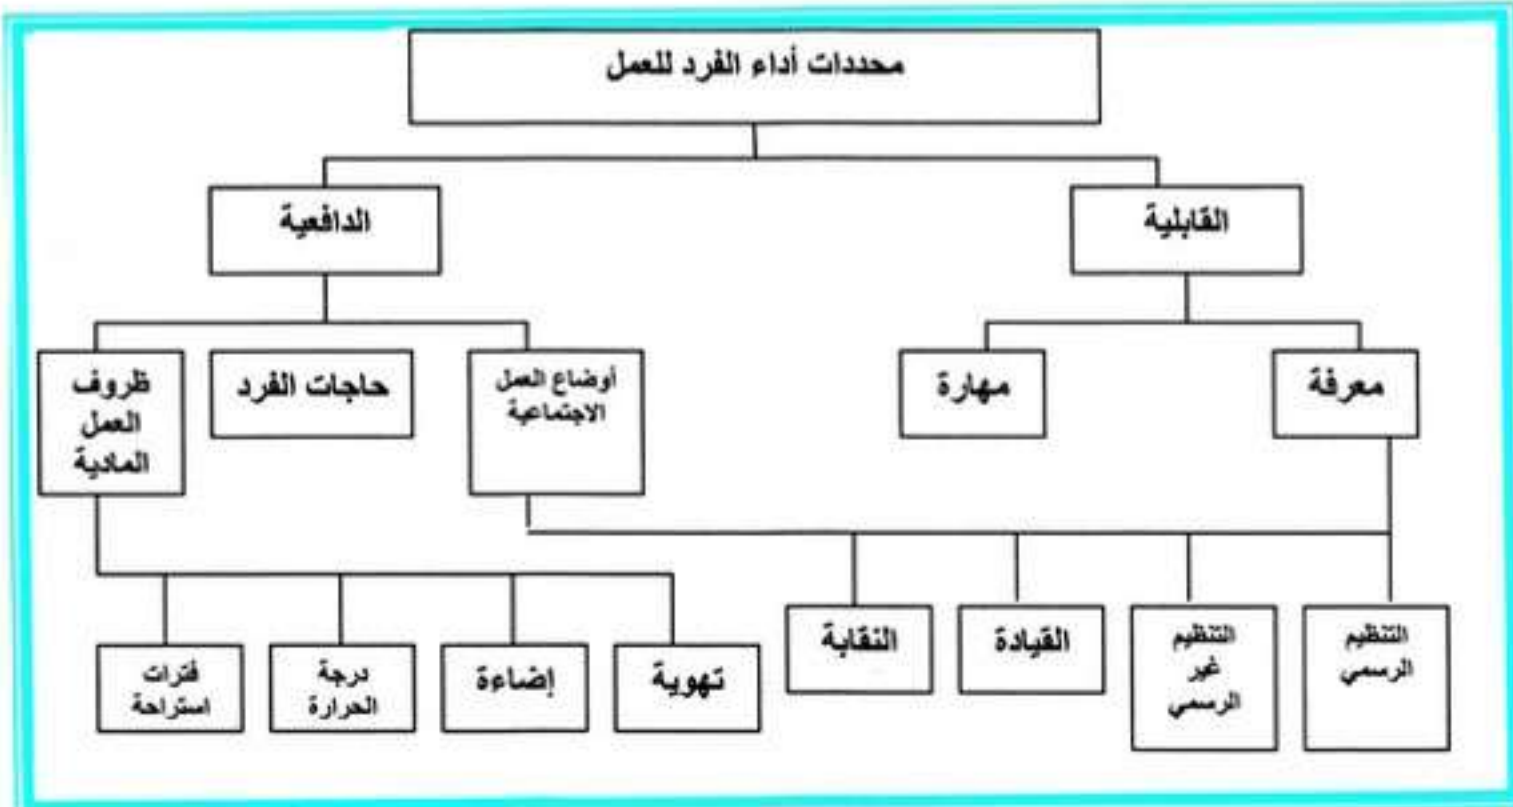 محددات أداء الفرد للعمل
القابلية
الدافعية
معرفة
مهارة
أوضاع العمل
الاجتماعية
حاجات الفرد
ظروف
العمل
المادية
التنظيم
الرسمي
التنظيم
غير
الرسمي
القيادة
النقابة
تهوية
إضاءة
درجة
الحرارة
فترات
استراحة